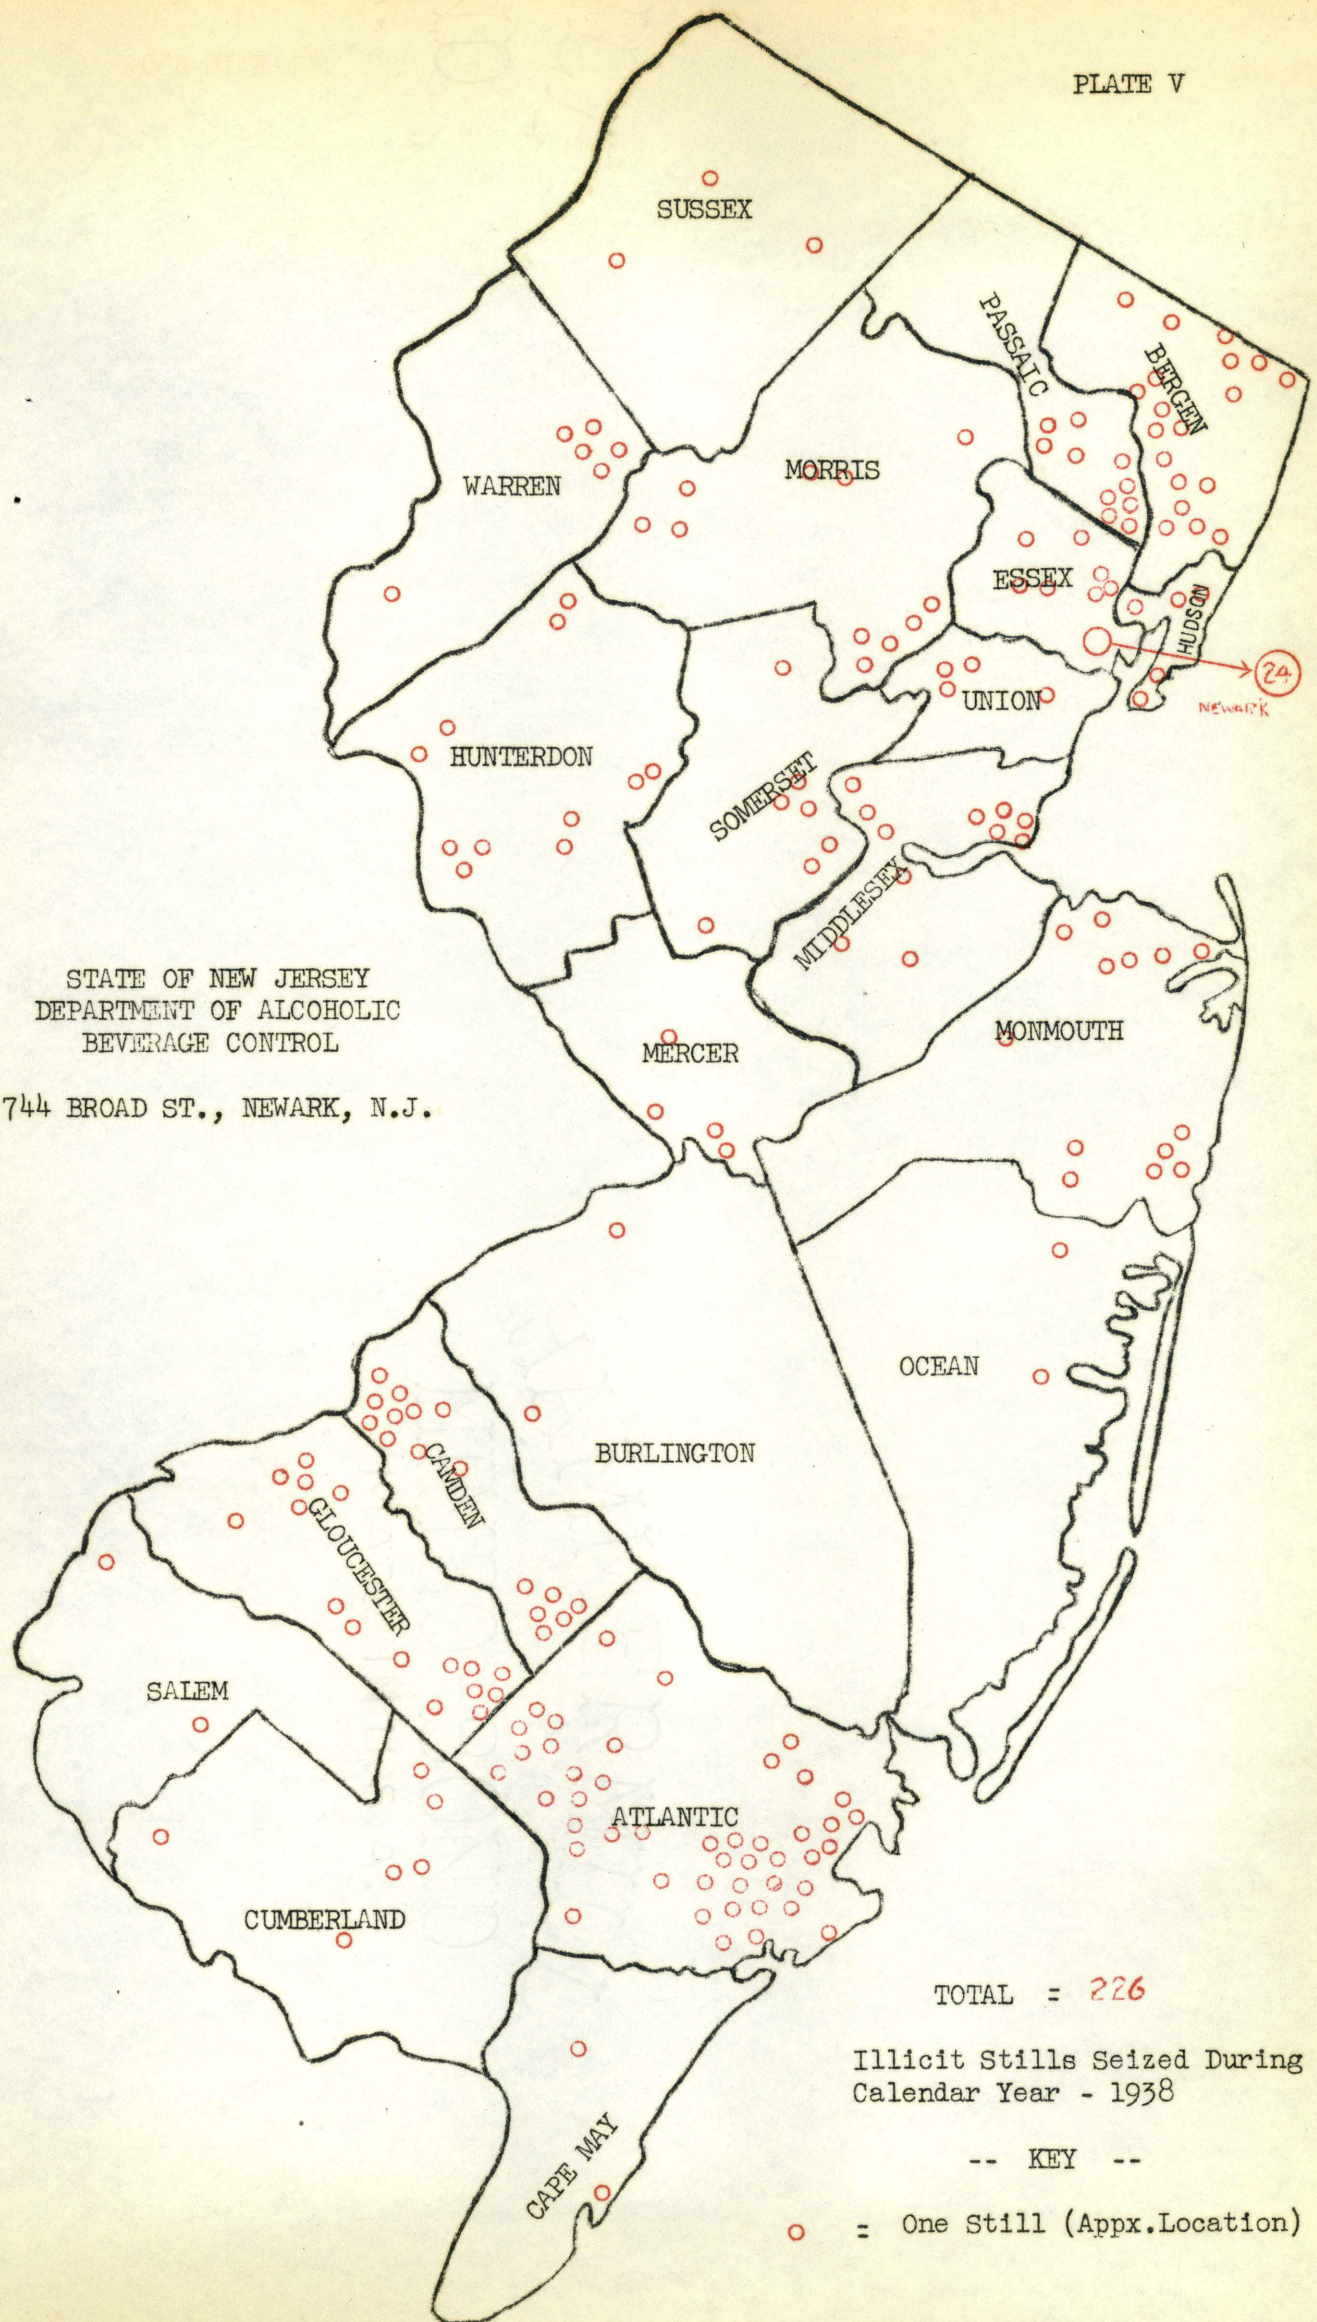 PLATE V
SUSSEX
PASSAIC
BERGEN
WARREN
MORRIS
ESSEX
HUDSON
24
NEWARK
UNION
HUNTERDON
SOMERSET
MIDDLESEX
STATE OF NEW JERSEY
DEPARTMENT OF ALCOHOLIC
BEVERAGE CONTROL
744 BROAD ST., NEWARK, N.J.
MONMOUTH
MERCER
OCEAN
BURLINGTON
CAMDEN
GLOUCESTER
SALEM
ATLANTIC
CUMBERLAND
TOTAL = 226
Illicit Stills Seized During
Calendar Year - 1938
-- KEY --
CAPE MAY
= One Still (Appx.Location)